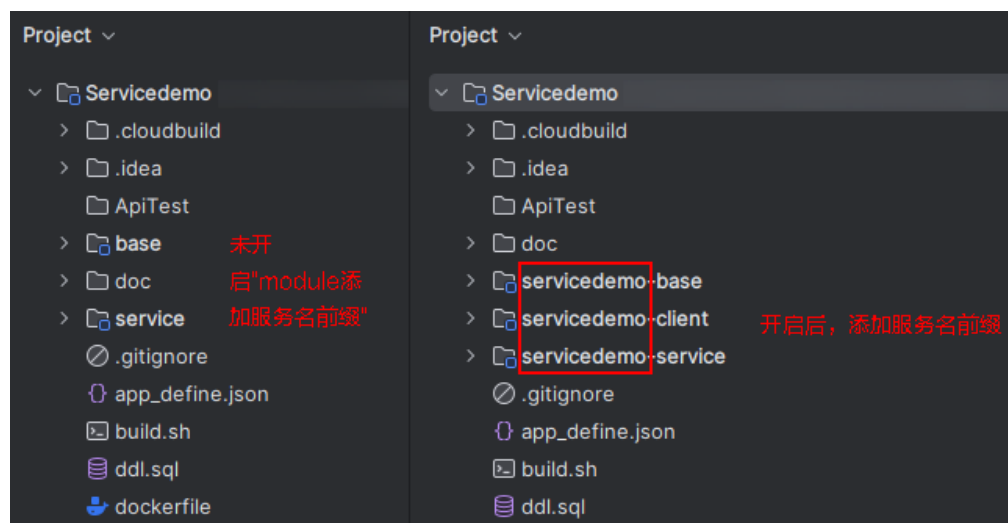 Project
Servicedemo
.cloudbuild
.idea
ApiTest
base
doc
service
.gitignore
app_define.json
build.sh
ddl.sql
dockerfile
未开
启"module添
加服务名前缀"
Project
Servicedemo
.cloudbuild
.idea
ApiTest
doc
servicedemo-base
servicedemo-client
servicedemo-service
.gitignore
app_define.json
build.sh
ddl.sql
开启后，添加服务名前缀